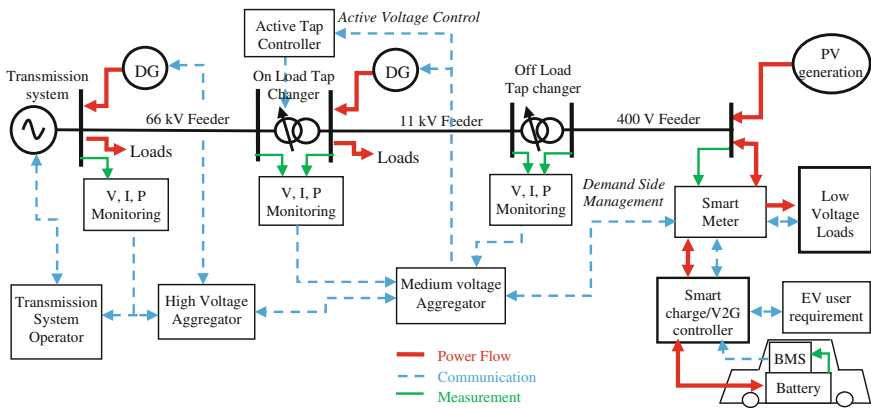 Active Tap
Controller
Active Voltage Control
Transmission
system
DG
On Load Tap
Changer
DG
Off Load
Tap changer
PV
generation
66 kV Feeder
11 kV Feeder
400 V Feeder
Loads
Loads
V, I, P
Monitoring
V, I, P
Monitoring
V, I, P
Monitoring
Demand Side
Management
Smart
Meter
Low
Voltage
Loads
Transmission
System
Operator
High Voltage
Aggregator
Medium voltage
Aggregator
Smart
charge/V2G
controller
EV user
requirement
BMS
Battery
Power Flow
Communication
Measurement